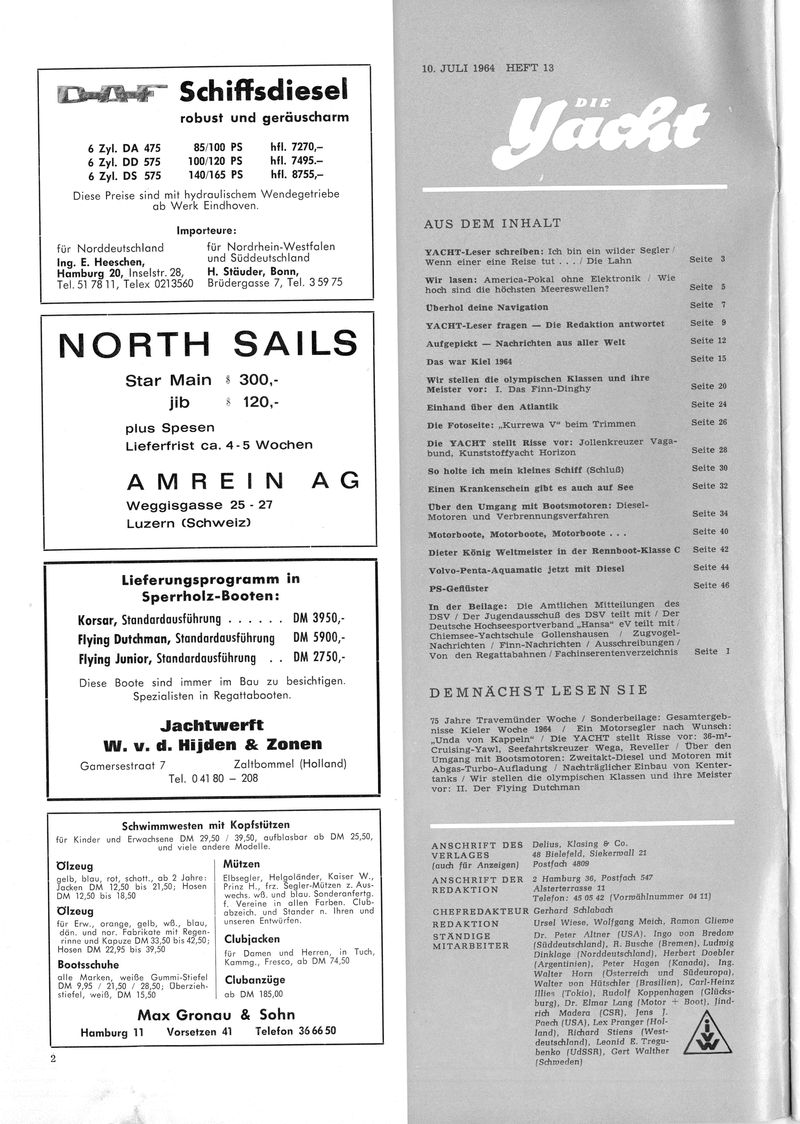 DAF Schiffsdiesel
robust und geräuscharm
6 Zyl. DA 475 85/100 PS hfl. 7270,–
6 Zyl. DD 575 100/120 PS hfl. 7495.–
6 Zyl. DS 575 140/165 PS hfl. 8755,–
Diese Preise sind mit hydraulischem Wendegetriebe
ab Werk Eindhoven.
Importeure:
für Norddeutschland
Ing. E. Heeschen,
Hamburg 20, Inselstr. 28,
Tel. 51 78 11, Telex 0213560
für Nordrhein-Westfalen
und Süddeutschland
H. Stäuder, Bonn,
Brüdergasse 7, Tel. 3 59 75
NORTH SAILS
Star Main $ 300,-
jib $ 120,-
plus Spesen
Lieferfrist ca. 4-5 Wochen
AMREIN AG
Weggisgasse 25 - 27
Luzern (Schweiz)
Lieferungsprogramm in
Sperrholz-Booten:
Korsar, Standardausführung . . . . . . DM 3950,-
Flying Dutchman, Standardausführung DM 5900,-
Flying Junior, Standardausführung . . DM 2750,-
Diese Boote sind immer im Bau zu besichtigen.
Spezialisten in Regattabooten.
Jachtwerft
W. v. d. Hijden & Zonen
Gamersestraat 7 Zaltbommel (Holland)
Tel. 0 41 80 – 208
Schwimmwesten mit Kopfstützen
für Kinder und Erwachsene DM 29,50 / 39,50, aufblasbar ab DM 25,50,
und viele andere Modelle.
Ölzeug
gelb, blau, rot, schott., ab 2 Jahre:
Jacken DM 12,50 bis 21,50; Hosen
DM 12,50 bis 18,50
Ölzeug
für Erw., orange, gelb, wß., blau,
dän. und nor. Fabrikate mit Regen-
rinne und Kapuze DM 33,50 bis 42,50;
Hosen DM 22,95 bis 39,50
Bootsschuhe
alle Marken, weiße Gummi-Stiefel
DM 9,95 / 21,50 / 28,50; Überzieh-
stiefel, weiß, DM 15,50
Mützen
Elbsegler, Helgoländer, Kaiser W.,
Prinz H., frz. Segler-Mützen z. Aus-
wechs. wß. und blau. Sonderanfertg.
f. Vereine in allen Farben. Club-
abzeich. und Stander n. Ihren und
unseren Entwürfen.
Clubjacken
für Damen und Herren, in Tuch,
Kammg., Fresco, ab DM 74,50
Clubanzüge
ab DM 185,00
Max Gronau & Sohn
Hamburg 11 Vorsetzen 41 Telefon 36 66 50
2
10. JULI 1964 HEFT 13
DIE
Yacht
AUS DEM INHALT
YACHT-Leser schreiben: Ich bin ein wilder Segler /
Wenn einer eine Reise tut . . . / Die Lahn Seite 3
Wir lasen: America-Pokal ohne Elektronik / Wie
hoch sind die höchsten Meereswellen? Seite 5
Überhol deine Navigation Seite 7
YACHT-Leser fragen — Die Redaktion antwortet Seite 9
Aufgepickt — Nachrichten aus aller Welt Seite 12
Das war Kiel 1964 Seite 15
Wir stellen die olympischen Klassen und ihre
Meister vor: I. Das Finn-Dinghy Seite 20
Einhand über den Atlantik Seite 24
Die Fotoseite: „Kurrewa V“ beim Trimmen Seite 26
Die YACHT stellt Risse vor: Jollenkreuzer Vaga-
bund, Kunststoffyacht Horizon Seite 28
So holte ich mein kleines Schiff (Schluß) Seite 30
Einen Krankenschein gibt es auch auf See Seite 32
Über den Umgang mit Bootsmotoren: Diesel-
Motoren und Verbrennungsverfahren Seite 34
Motorboote, Motorboote, Motorboote . . . Seite 40
Dieter König Weltmeister in der Rennboot-Klasse C Seite 42
Volvo-Penta-Aquamatic jetzt mit Diesel Seite 44
PS-Geflüster Seite 46
In der Beilage: Die Amtlichen Mitteilungen des
DSV / Der Jugendausschuß des DSV teilt mit / Der
Deutsche Hochseesportverband „Hansa“ eV teilt mit /
Chiemsee-Yachtschule Gollenshausen / Zugvogel-
Nachrichten / Finn-Nachrichten / Ausschreibungen /
Von den Regattabahnen / Fachinserentenverzeichnis Seite I
DEMNÄCHST LESEN SIE
75 Jahre Travemünder Woche / Sonderbeilage: Gesamtergeb-
nisse Kieler Woche 1964 / Ein Motorsegler nach Wunsch:
„Unda von Kappeln“ / Die YACHT stellt Risse vor: 36-m²-
Cruising-Yawl, Seefahrtskreuzer Wega, Reveller / Über den
Umgang mit Bootsmotoren: Zweitakt-Diesel und Motoren mit
Abgas-Turbo-Aufladung / Nachträglicher Einbau von Kenter-
tanks / Wir stellen die olympischen Klassen und ihre Meister
vor: II. Der Flying Dutchman
ANSCHRIFT DES Delius, Klasing & Co.
VERLAGES 48 Bielefeld, Siekerwall 21
(auch für Anzeigen) Postfach 4809
ANSCHRIFT DER 2 Hamburg 36, Postfach 547
REDAKTION Alsterterrasse 11
Telefon: 45 05 42 (Vorwählnummer 04 11)
CHEFREDAKTEUR Gerhard Schlabach
REDAKTION Ursel Wiese, Wolfgang Meich, Ramon Gliewe
STÄNDIGE Dr. Peter Altner (USA). Ingo von Bredow
MITARBEITER (Süddeutschland), R. Busche (Bremen), Ludwig
Dinklage (Norddeutschland), Herbert Doebler
(Argentinien), Peter Hagen (Kanada), Ing.
Walter Horn (Österreich und Südeuropa),
Walter von Hütschler (Brasilien), Carl-Heinz
Illies (Tokio), Rudolf Koppenhagen (Glücks-
burg), Dr. Elmar Lang (Motor + Boot), Jind-
rich Madera (CSR), Jens J.
Paech (USA), Lex Pranger (Hol-
land), Richard Stiens (West-
deutschland), Leonid E. Tregu-
benko (UdSSR), Gert Walther
(Schweden)
IVW